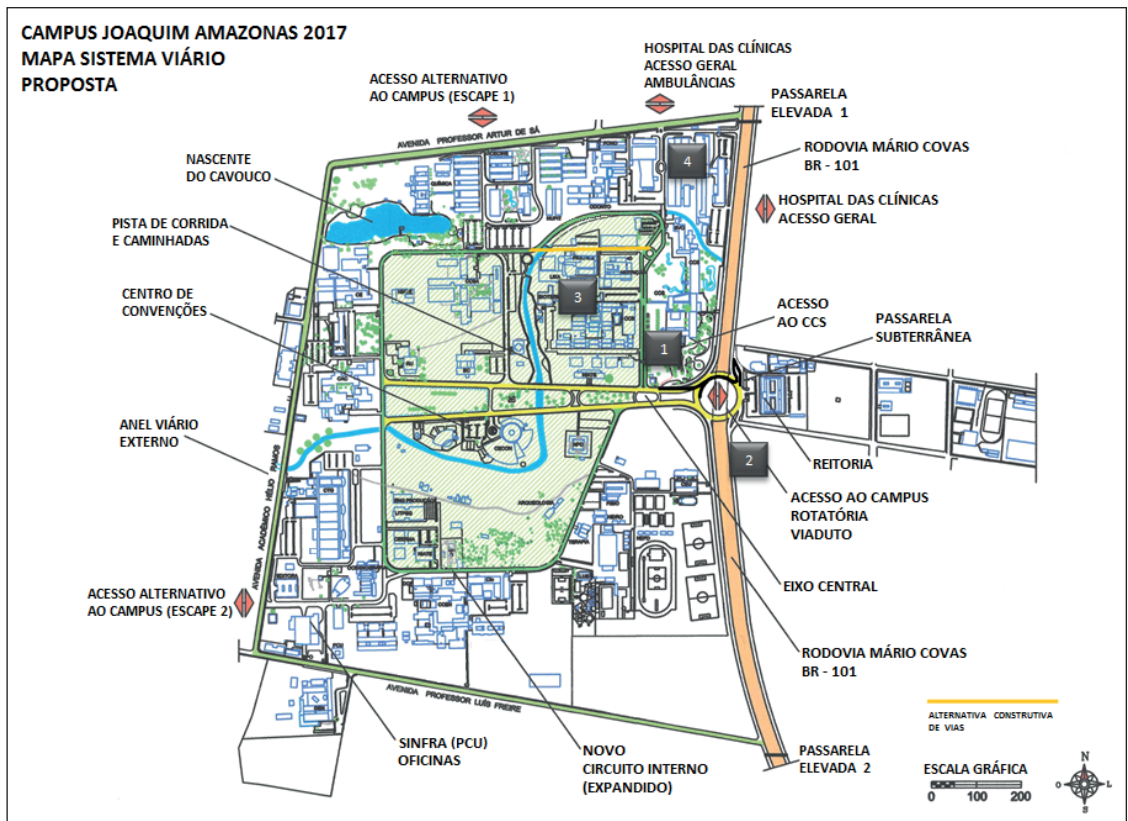 CAMPUS JOAQUIM AMAZONAS 2017
MAPA SISTEMA VIÁRIO
PROPOSTA
HOSPITAL DAS CLÍNICAS
ACESSO GERAL
AMBULÂNCIAS
ACESSO ALTERNATIVO
AO CAMPUS (ESCAPE 1)
PASSARELA
ELEVADA 1
AVENIDA PROFESSOR ARTUR DE SÁ
RODOVIA MÁRIO COVAS
BR - 101
NASCENTE
DO CAVOUCO
4
QUÍMICA
ODONTO
HOSPITAL DAS CLÍNICAS
ACESSO GERAL
PISTA DE CORRIDA
E CAMINHADAS
CENTRO DE
CONVENÇÕES
3
ACESSO
AO CCS
1
PASSARELA
SUBTERRÂNEA
ANEL VIÁRIO
EXTERNO
2
REITORIA
AVENIDA ACADÊMICO HÉLIO RAMOS
ACESSO AO CAMPUS
ROTATÓRIA
VIADUTO
ARQUEOLOGIA
EIXO CENTRAL
ACESSO ALTERNATIVO
AO CAMPUS (ESCAPE 2)
RODOVIA MÁRIO COVAS
BR - 101
AVENIDA PROFESSOR LUÍS FREIRE
ALTERNATIVA CONSTRUTIVA
DE VIAS
SINFRA (PCU)
OFICINAS
NOVO
CIRCUITO INTERNO
(EXPANDIDO)
PASSARELA
ELEVADA 2
ESCALA GRÁFICA
0 100 200
N
O L
S